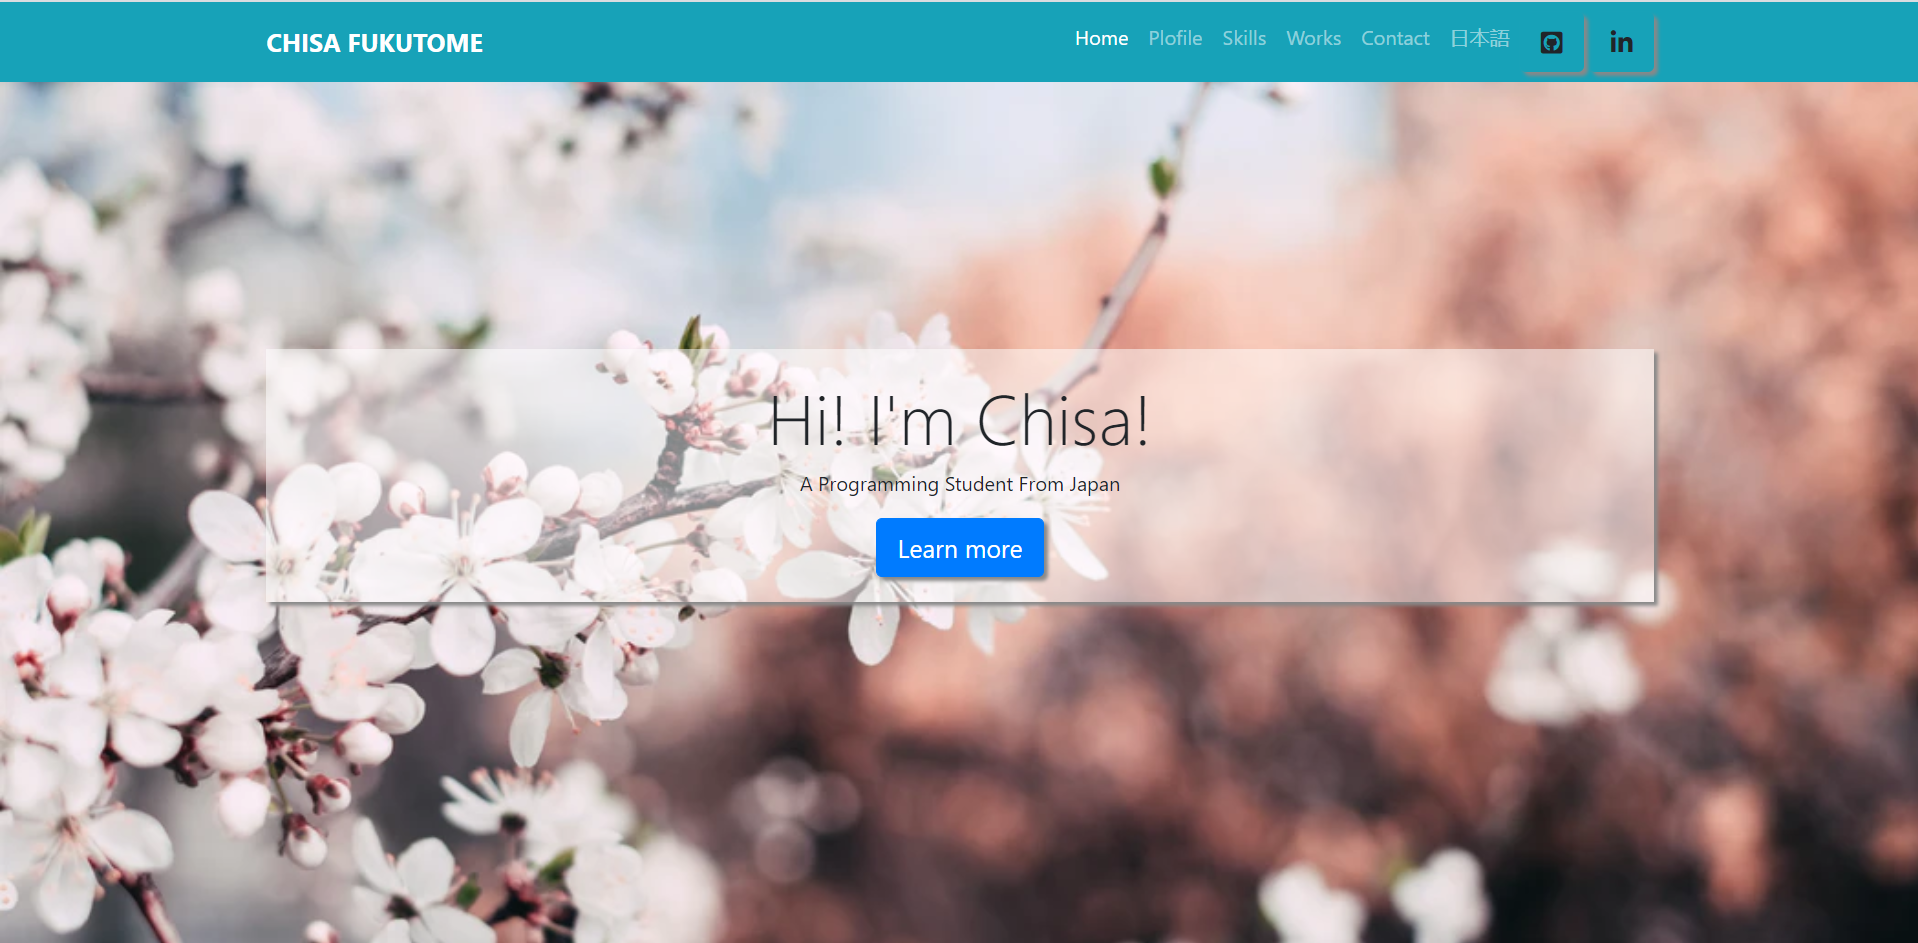 CHISA FUKUTOME
Home Plofile Skills Works Contact 日本語 in
Hi! I'm Chisa!
A Programming Student From Japan
Learn more